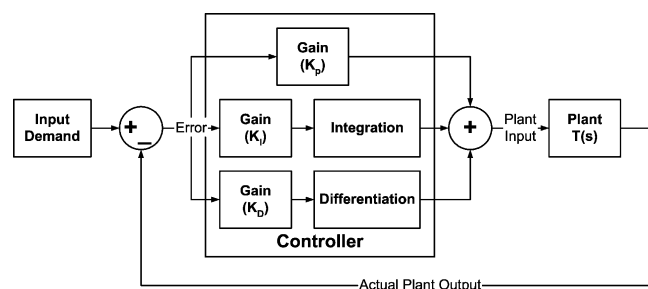 Gain
(Kp)
Input
Demand
+
–
Error
Gain
(KI)
Integration
+
Plant
Input
Plant
T(s)
Gain
(KD)
Differentiation
Controller
Actual Plant Output